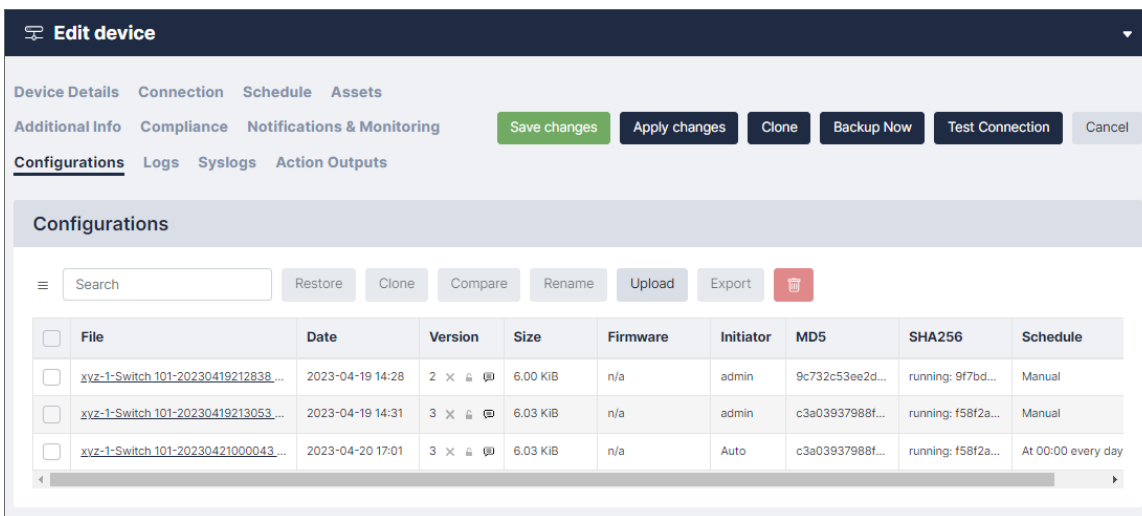 Edit device
Device Details Connection Schedule Assets
Additional Info Compliance Notifications & Monitoring Save changes Apply changes Clone Backup Now Test Connection Cancel
Configurations Logs Syslogs Action Outputs
Configurations
Search Restore Clone Compare Rename Upload Export
File Date Version Size Firmware Initiator MD5 SHA256 Schedule
xyz-1-Switch 101-20230419212838 ... 2023-04-19 14:28 2 6.00 KiB n/a admin 9c732c53ee2d... running: 9f7bd... Manual
xyz-1-Switch 101-20230419213053 ... 2023-04-19 14:31 3 6.03 KiB n/a admin c3a03937988f... running: f58f2a... Manual
xyz-1-Switch 101-20230421000043 ... 2023-04-20 17:01 3 6.03 KiB n/a Auto c3a03937988f... running: f58f2a... At 00:00 every day